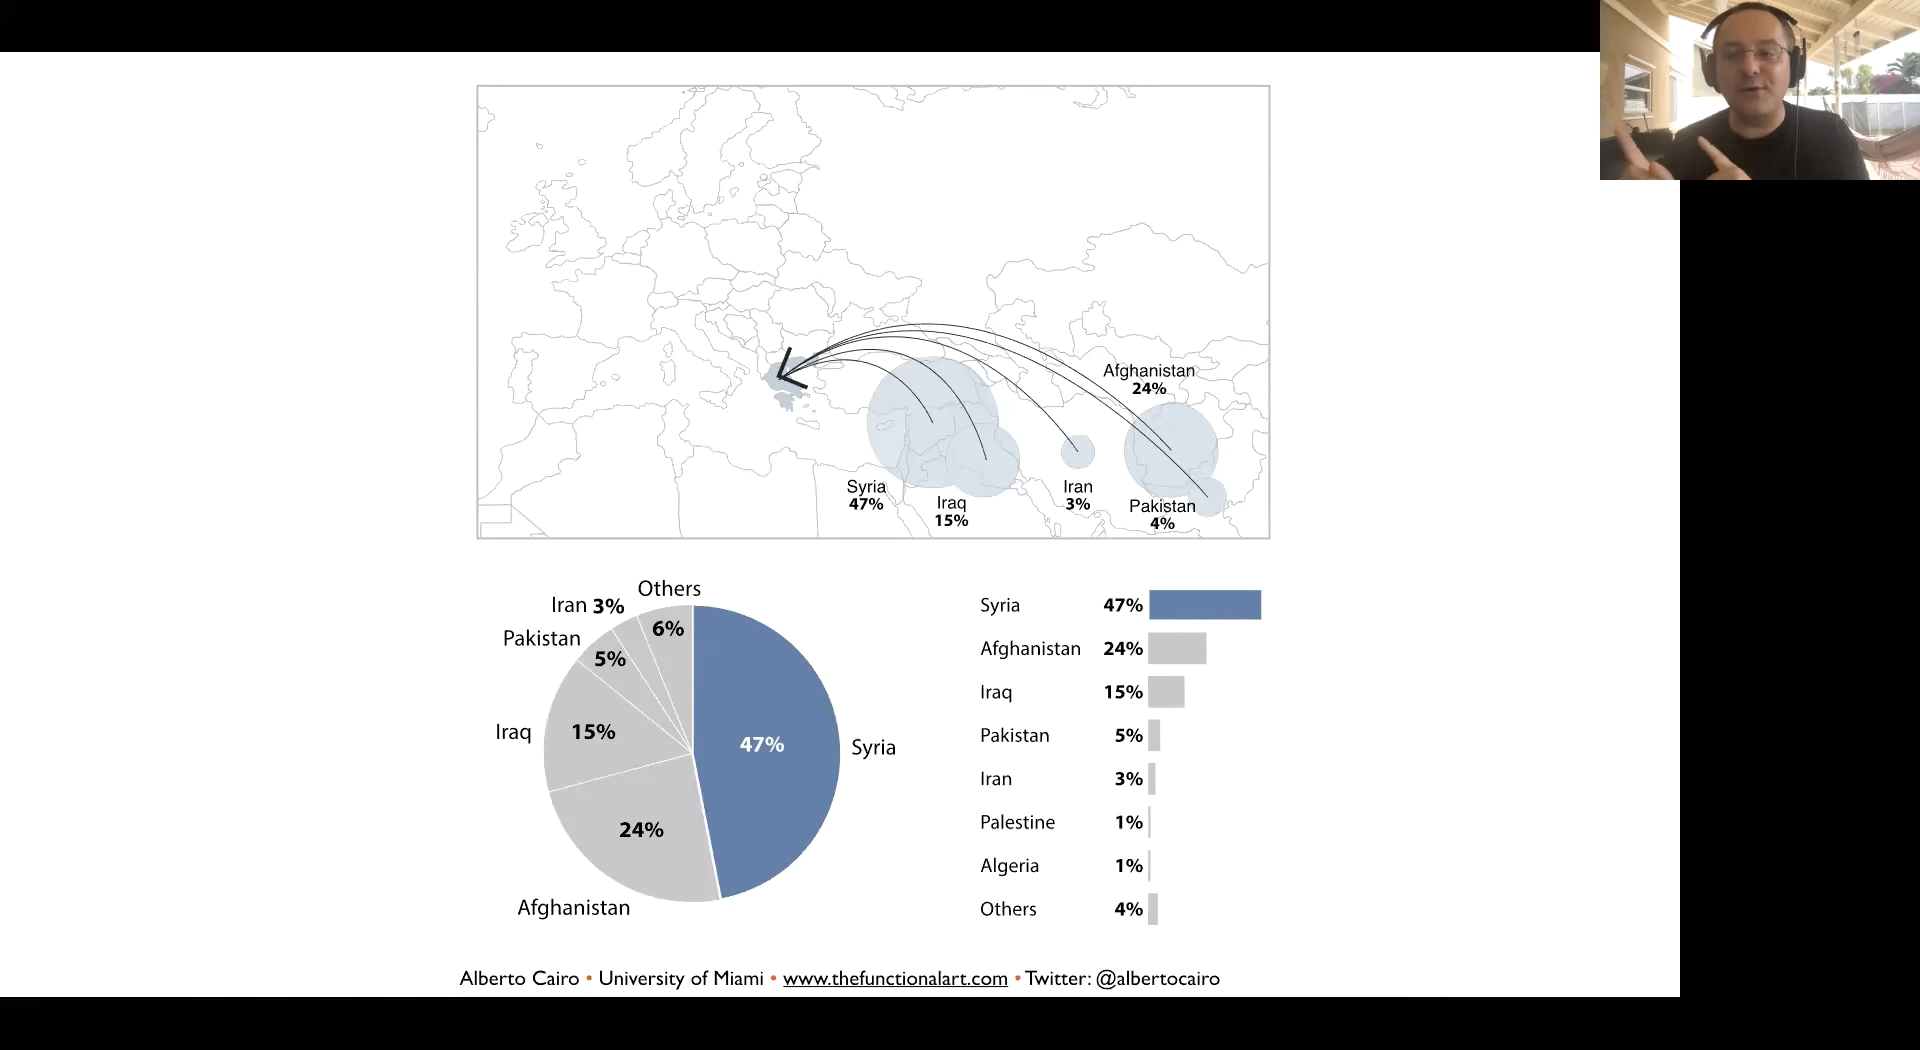 Afghanistan
24%
Syria
47%
Iraq
15%
Iran
3%
Pakistan
4%
Others
6%
Iran 3%
Pakistan
5%
Iraq
15%
47%
Syria
24%
Afghanistan
Syria 47%
Afghanistan 24%
Iraq 15%
Pakistan 5%
Iran 3%
Palestine 1%
Algeria 1%
Others 4%
Alberto Cairo • University of Miami • www.thefunctionalart.com • Twitter: @albertocairo